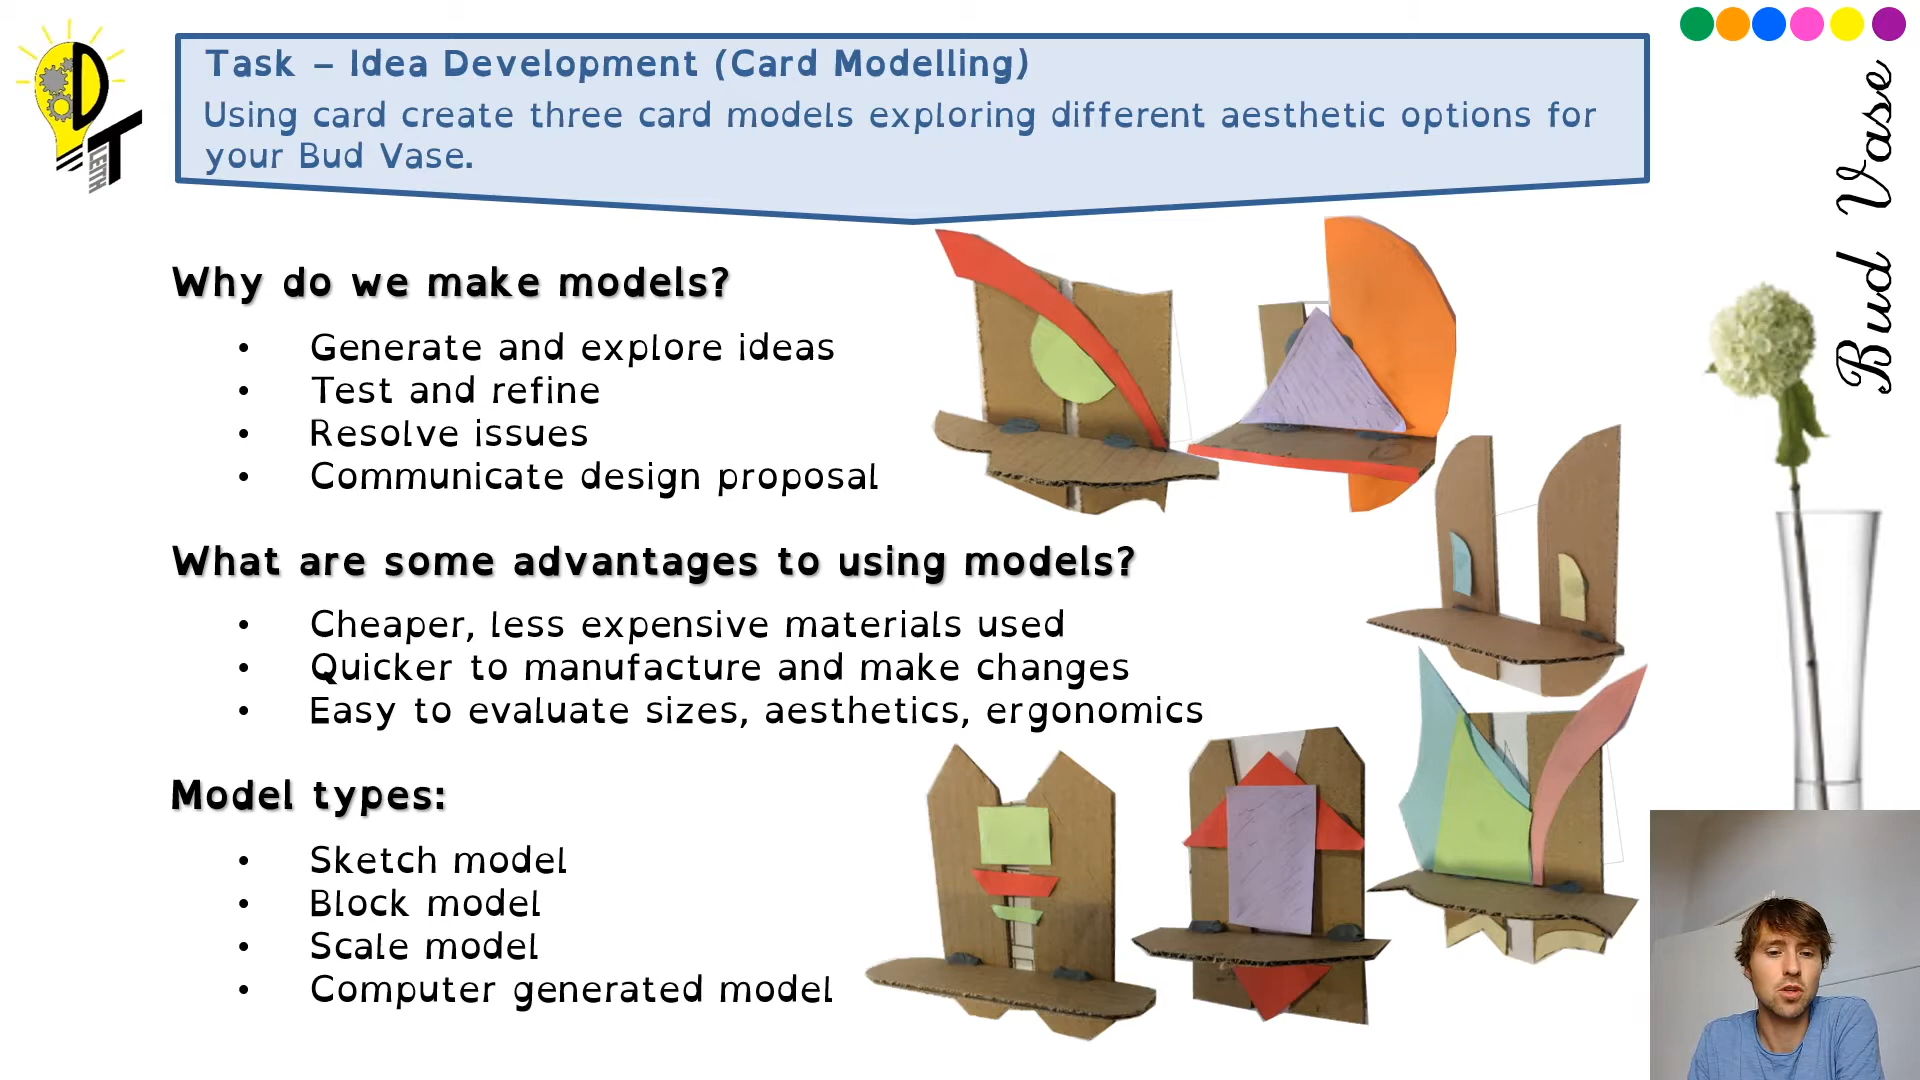 D
T
LEITH
Task – Idea Development (Card Modelling)
Using card create three card models exploring different aesthetic options for
your Bud Vase.
Bud Vase
Why do we make models?
• Generate and explore ideas
• Test and refine
• Resolve issues
• Communicate design proposal
What are some advantages to using models?
• Cheaper, less expensive materials used
• Quicker to manufacture and make changes
• Easy to evaluate sizes, aesthetics, ergonomics
Model types:
• Sketch model
• Block model
• Scale model
• Computer generated model